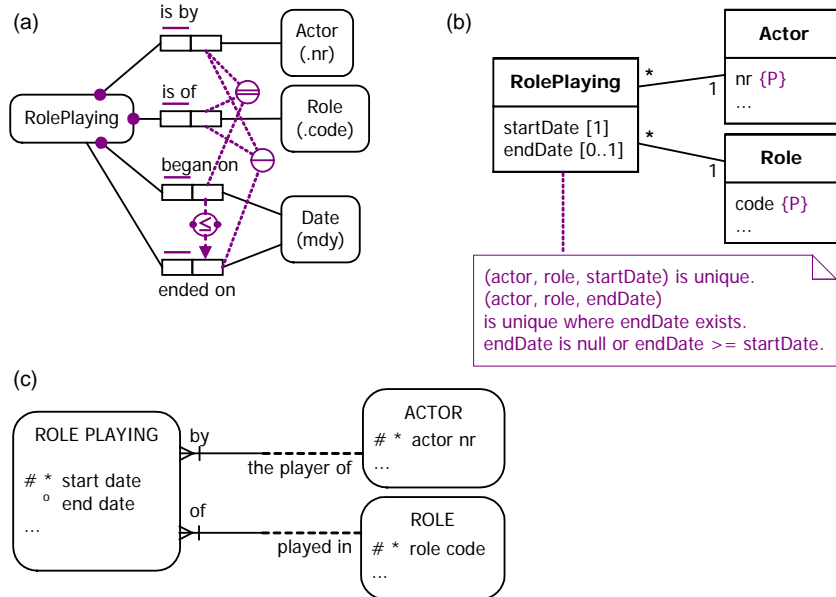 (a)
is by
Actor
(.nr)
RolePlaying
is of
Role
(.code)
began on
≤
Date
(mdy)
ended on
(b)
RolePlaying
startDate [1]
endDate [0..1]
*
1
*
1
Actor
nr {P}
...
Role
code {P}
...
(actor, role, startDate) is unique.
(actor, role, endDate)
is unique where endDate exists.
endDate is null or endDate >= startDate.
(c)
ROLE PLAYING
# * start date
o end date
...
by
the player of
ACTOR
# * actor nr
...
of
played in
ROLE
# * role code
...